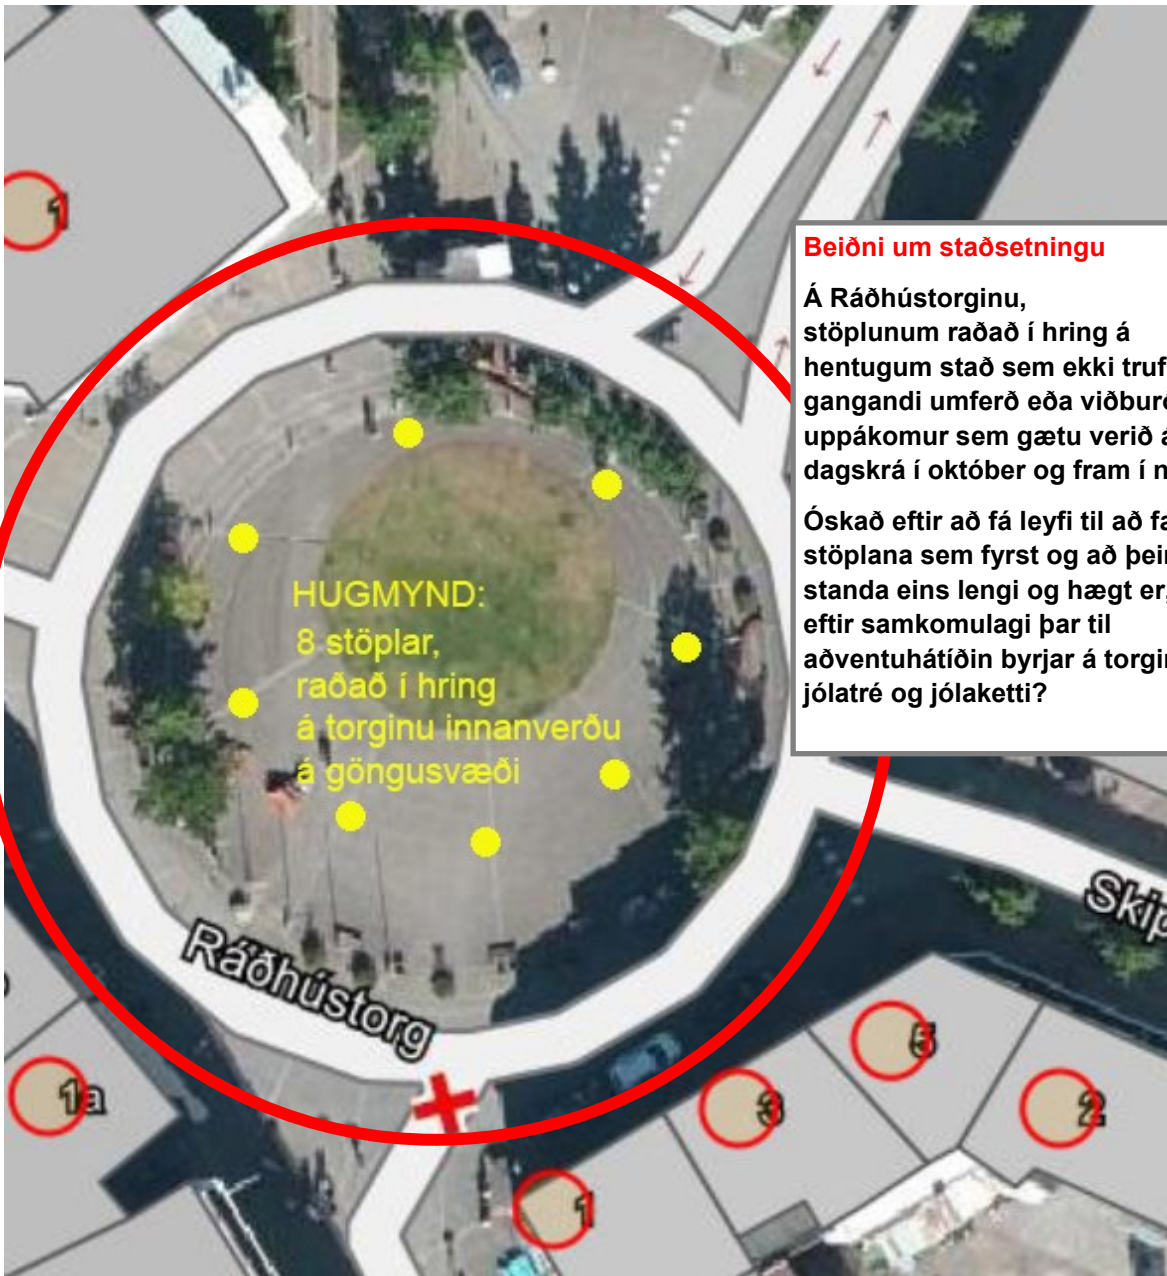 1
Beiðni um staðsetningu
Á Ráðhústorginu,
stöplunum raðað í hring á
hentugum stað sem ekki truf
gangandi umferð eða viðburð
uppákomur sem gætu verið á
dagskrá í október og fram í n
Óskað eftir að fá leyfi til að fa
stöplana sem fyrst og að þeir
standa eins lengi og hægt er,
eftir samkomulagi þar til
aðventuhátíðin byrjar á torgin
jólatré og jólaketti?
HUGMYND:
8 stöplar,
raðað í hring
á torginu innanverðu
á göngusvæði
Ráðhústorg
Skip
1a
5
3
2
1